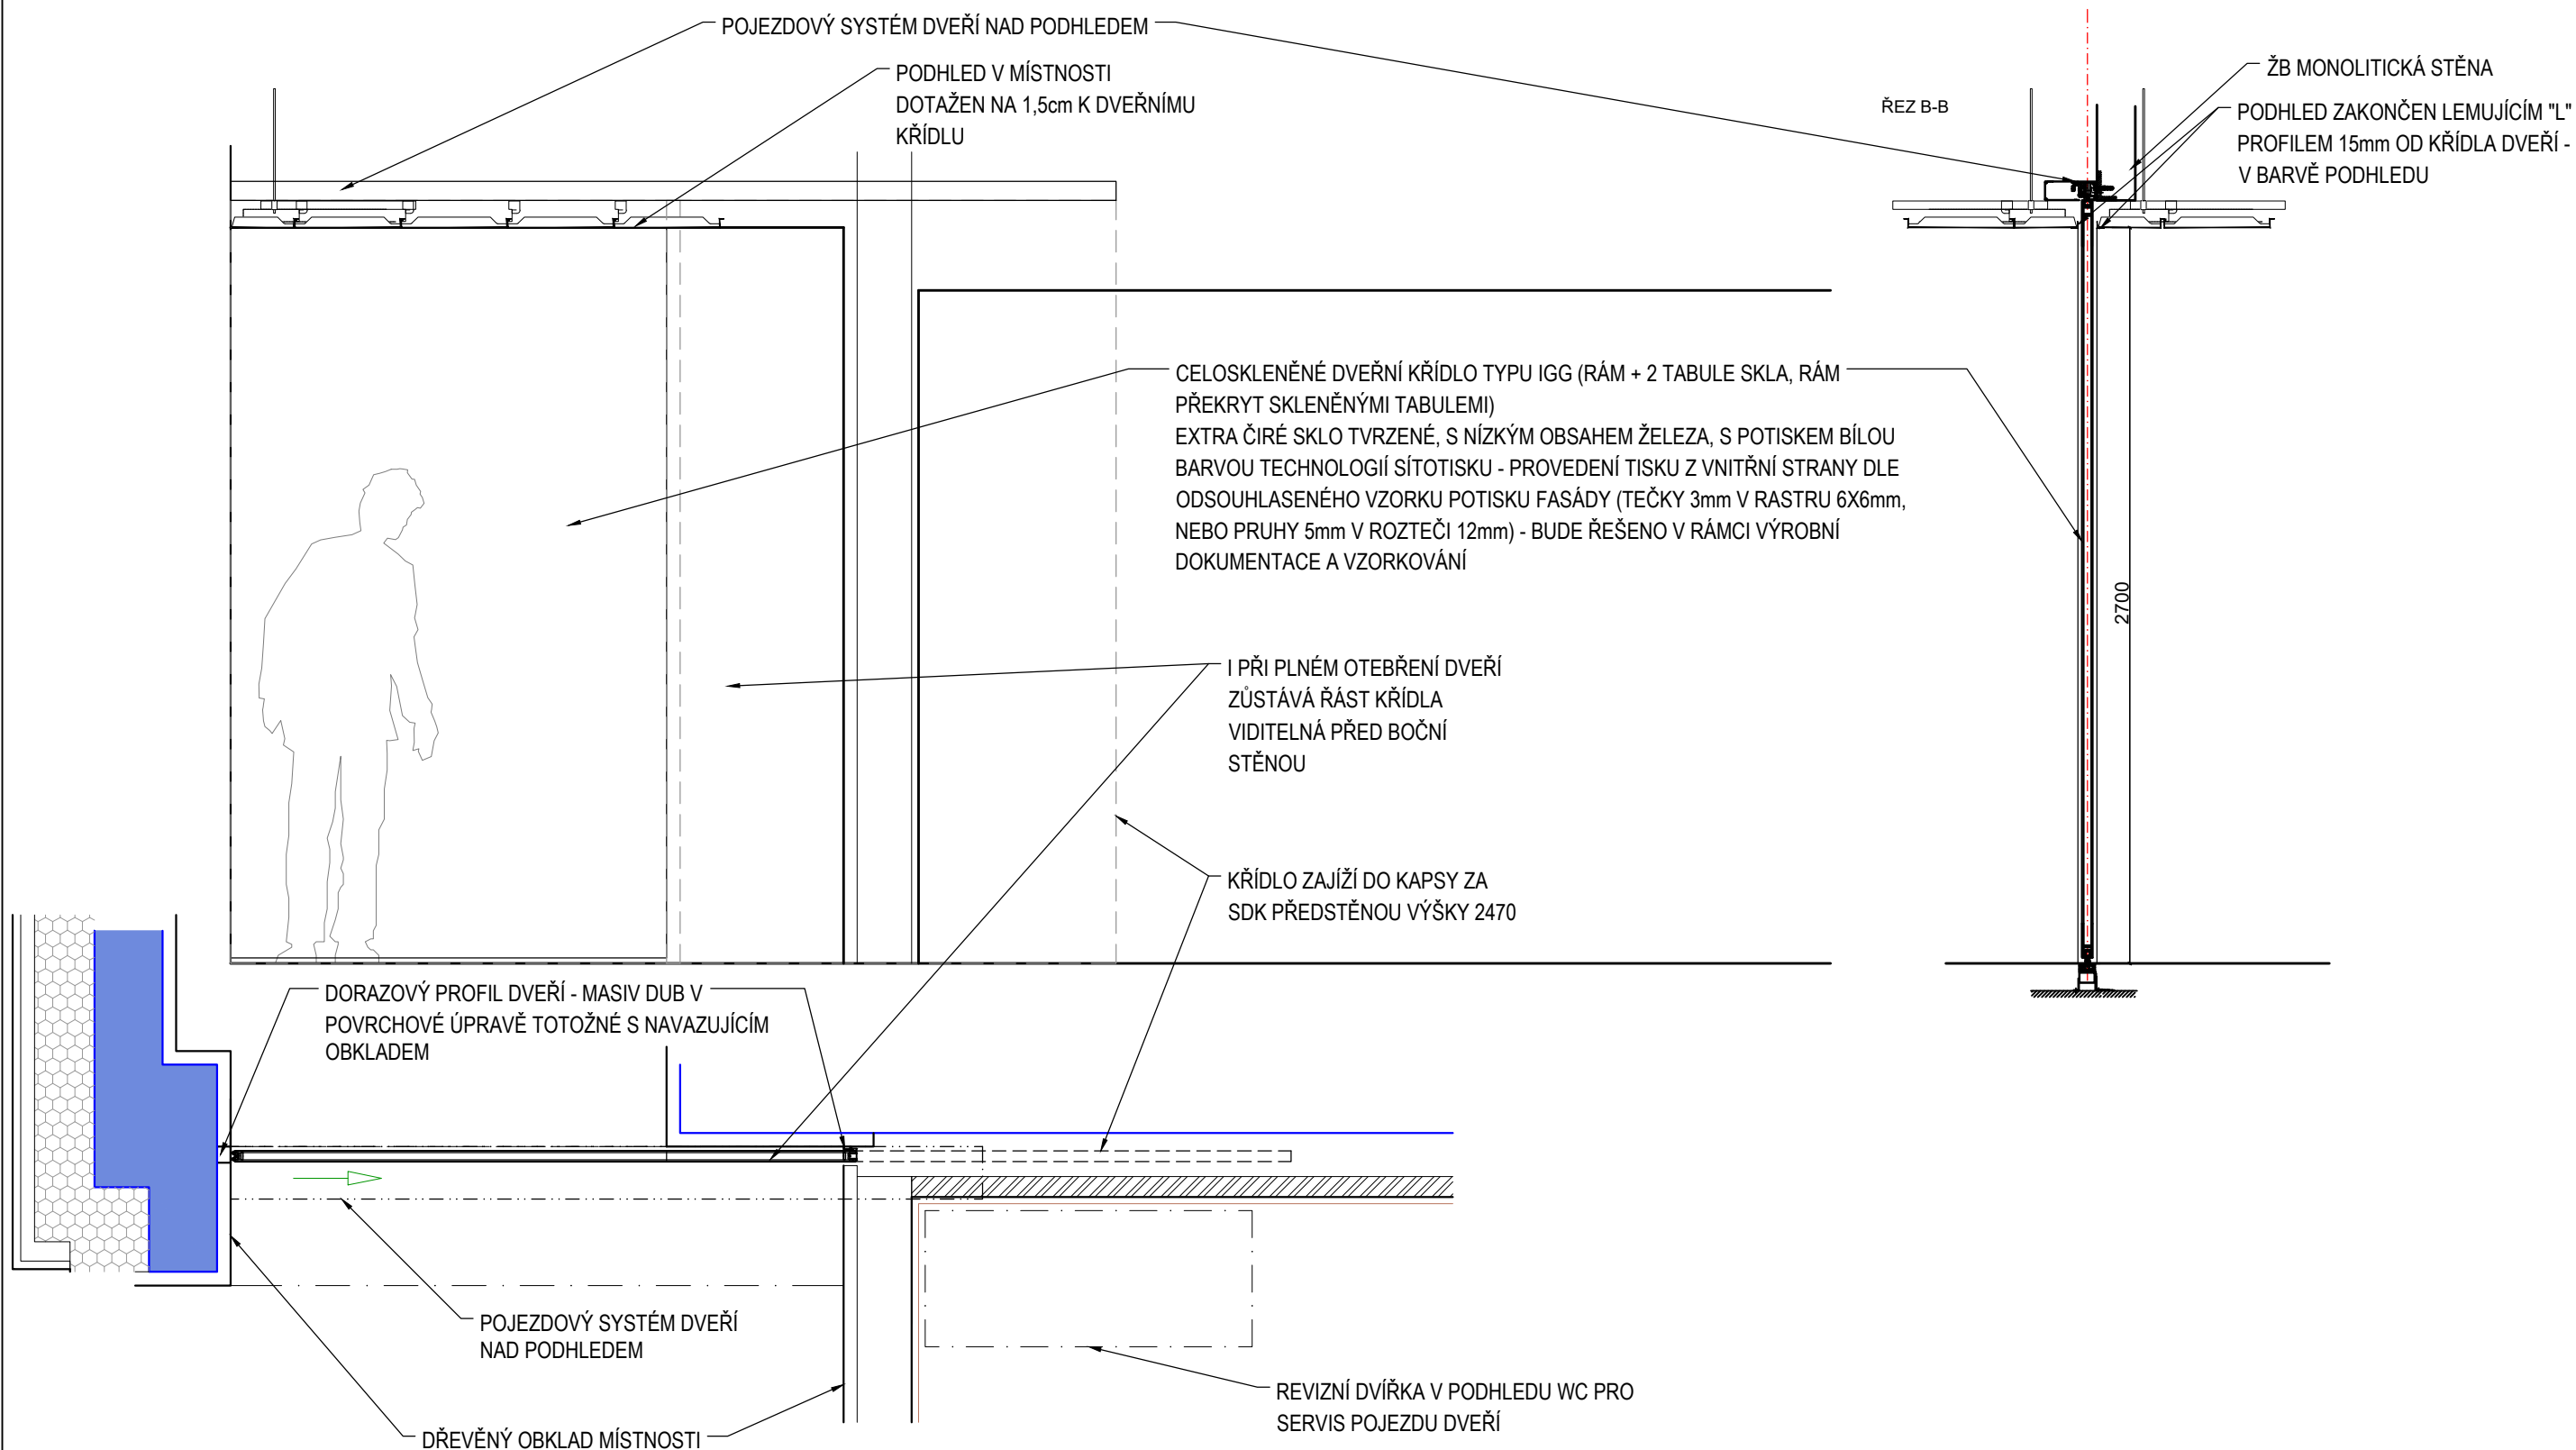 POJEZDOVÝ SYSTÉM DVEŘÍ NAD PODHLEDEM
PODHLED V MÍSTNOSTI
DOTAŽEN NA 1,5cm K DVEŘNÍMU
KŘÍDLU
ŘEZ B-B
ŽB MONOLITICKÁ STĚNA
PODHLED ZAKONČEN LEMUJÍCÍM "L"
PROFILEM 15mm OD KŘÍDLA DVEŘÍ -
V BARVĚ PODHLEDU
CELOSKLENĚNÉ DVEŘNÍ KŘÍDLO TYPU IGG (RÁM + 2 TABULE SKLA, RÁM
PŘEKRYT SKLENĚNÝMI TABULEMI)
EXTRA ČIRÉ SKLO TVRZENÉ, S NÍZKÝM OBSAHEM ŽELEZA, S POTISKEM BÍLOU
BARVOU TECHNOLOGIÍ SÍTOTISKU - PROVEDENÍ TISKU Z VNITŘNÍ STRANY DLE
ODSOUHLASENÉHO VZORKU POTISKU FASÁDY (TEČKY 3mm V RASTRU 6X6mm,
NEBO PRUHY 5mm V ROZTEČI 12mm) - BUDE ŘEŠENO V RÁMCI VÝROBNÍ
DOKUMENTACE A VZORKOVÁNÍ
2700
I PŘI PLNÉM OTEBŘENÍ DVEŘÍ
ZŮSTÁVÁ ŘÁST KŘÍDLA
VIDITELNÁ PŘED BOČNÍ
STĚNOU
KŘÍDLO ZAJÍŽÍ DO KAPSY ZA
SDK PŘEDSTĚNOU VÝŠKY 2470
DORAZOVÝ PROFIL DVEŘÍ - MASIV DUB V
POVRCHOVÉ ÚPRAVĚ TOTOŽNÉ S NAVAZUJÍCÍM
OBKLADEM
POJEZDOVÝ SYSTÉM DVEŘÍ
NAD PODHLEDEM
REVIZNÍ DVÍŘKA V PODHLEDU WC PRO
SERVIS POJEZDU DVEŘÍ
DŘEVĚNÝ OBKLAD MÍSTNOSTI